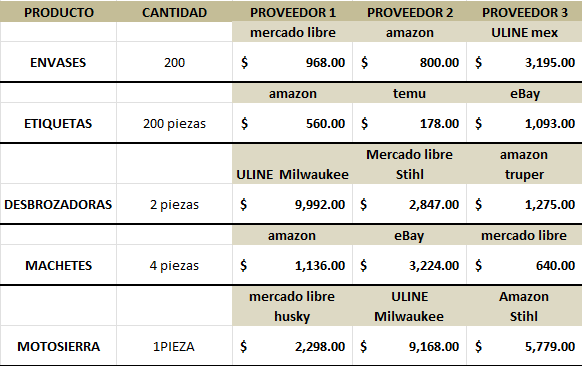 PRODUCTO CANTIDAD PROVEEDOR 1 PROVEEDOR 2 PROVEEDOR 3
mercado libre amazon ULINE mex
ENVASES 200 $ 968.00 $ 800.00 $ 3,195.00
amazon temu eBay
ETIQUETAS 200 piezas $ 560.00 $ 178.00 $ 1,093.00
Mercado libre amazon
ULINE Milwaukee Stihl truper
DESBROZADORAS 2 piezas $ 9,992.00 $ 2,847.00 $ 1,275.00
amazon eBay mercado libre
MACHETES 4 piezas $ 1,136.00 $ 3,224.00 $ 640.00
mercado libre ULINE Amazon
husky Milwaukee Stihl
MOTOSIERRA 1PIEZA $ 2,298.00 $ 9,168.00 $ 5,779.00